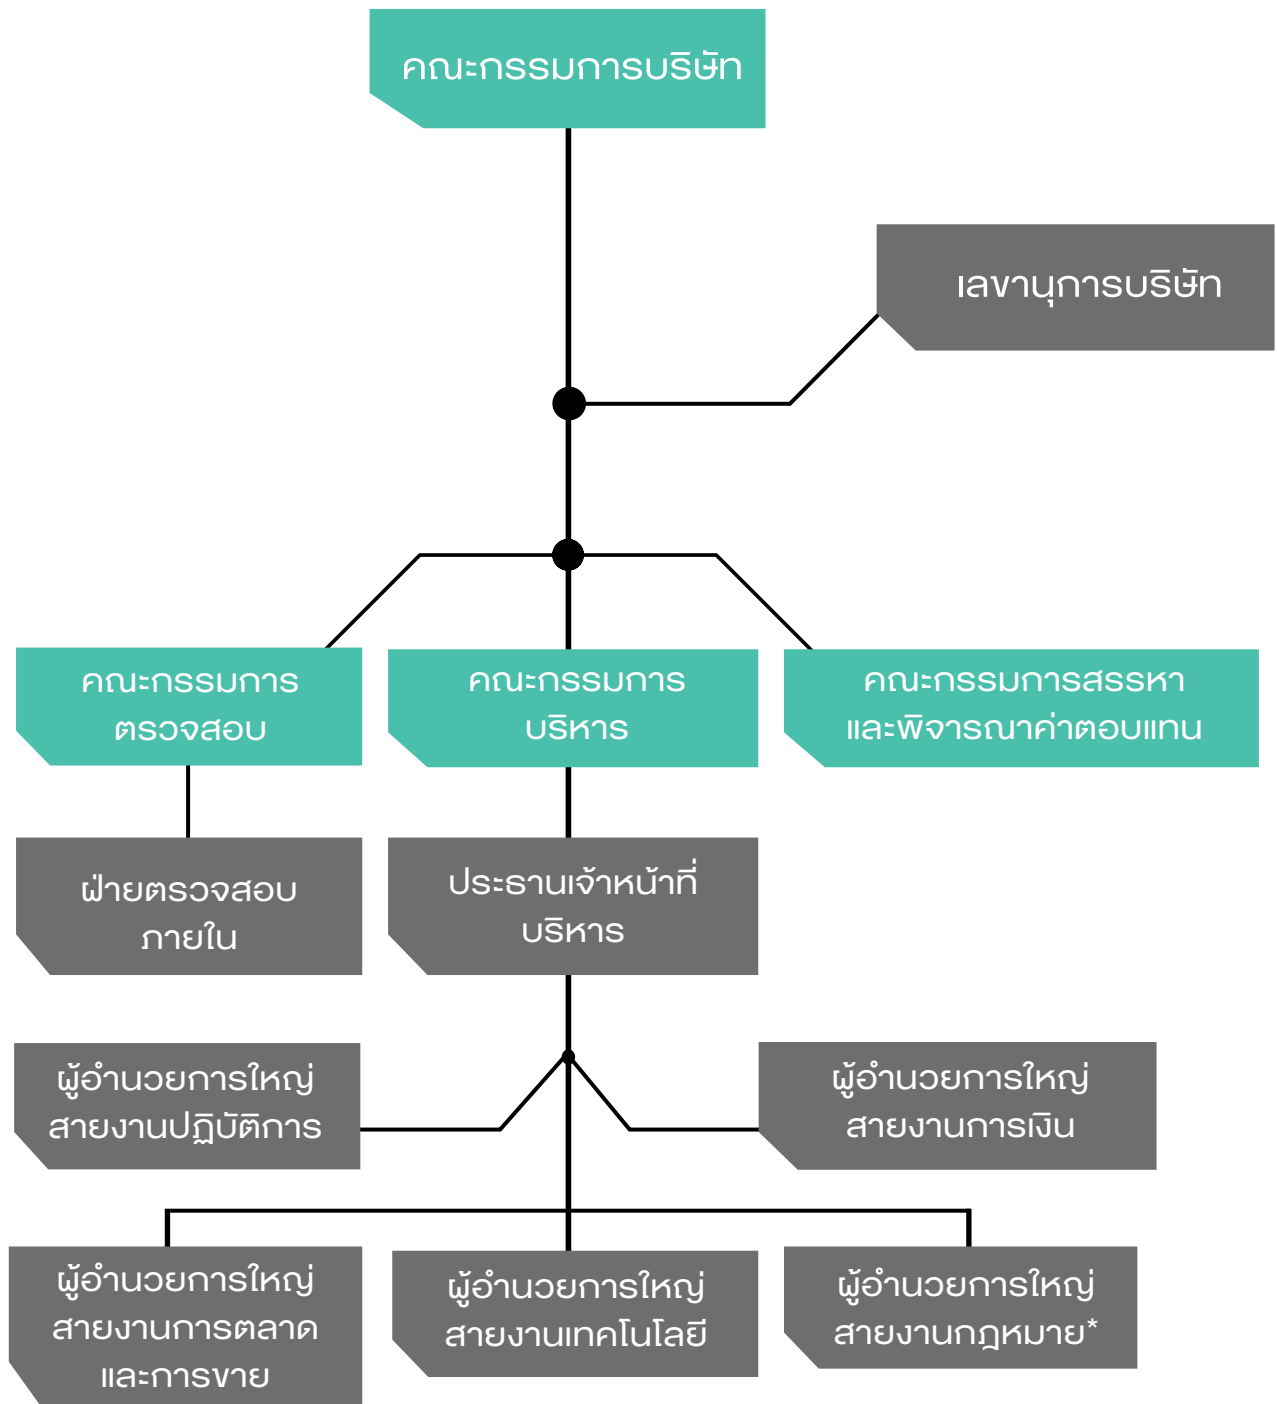 คณะกรรมการบริษัท
เลขานุการบริษัท
คณะกรรมการ
ตรวจสอบ
คณะกรรมการ
บริหาร
คณะกรรมการสรรหา
และพิจารณาค่าตอบแทน
ฝ่ายตรวจสอบ
ภายใน
ประธานเจ้าหน้าที่
บริหาร
ผู้อำนวยการใหญ่
สายงานปฏิบัติการ
ผู้อำนวยการใหญ่
สายงานการเงิน
ผู้อำนวยการใหญ่
สายงานการตลาด
และการขาย
ผู้อำนวยการใหญ่
สายงานเทคโนโลยี
ผู้อำนวยการใหญ่
สายงานกฎหมาย*